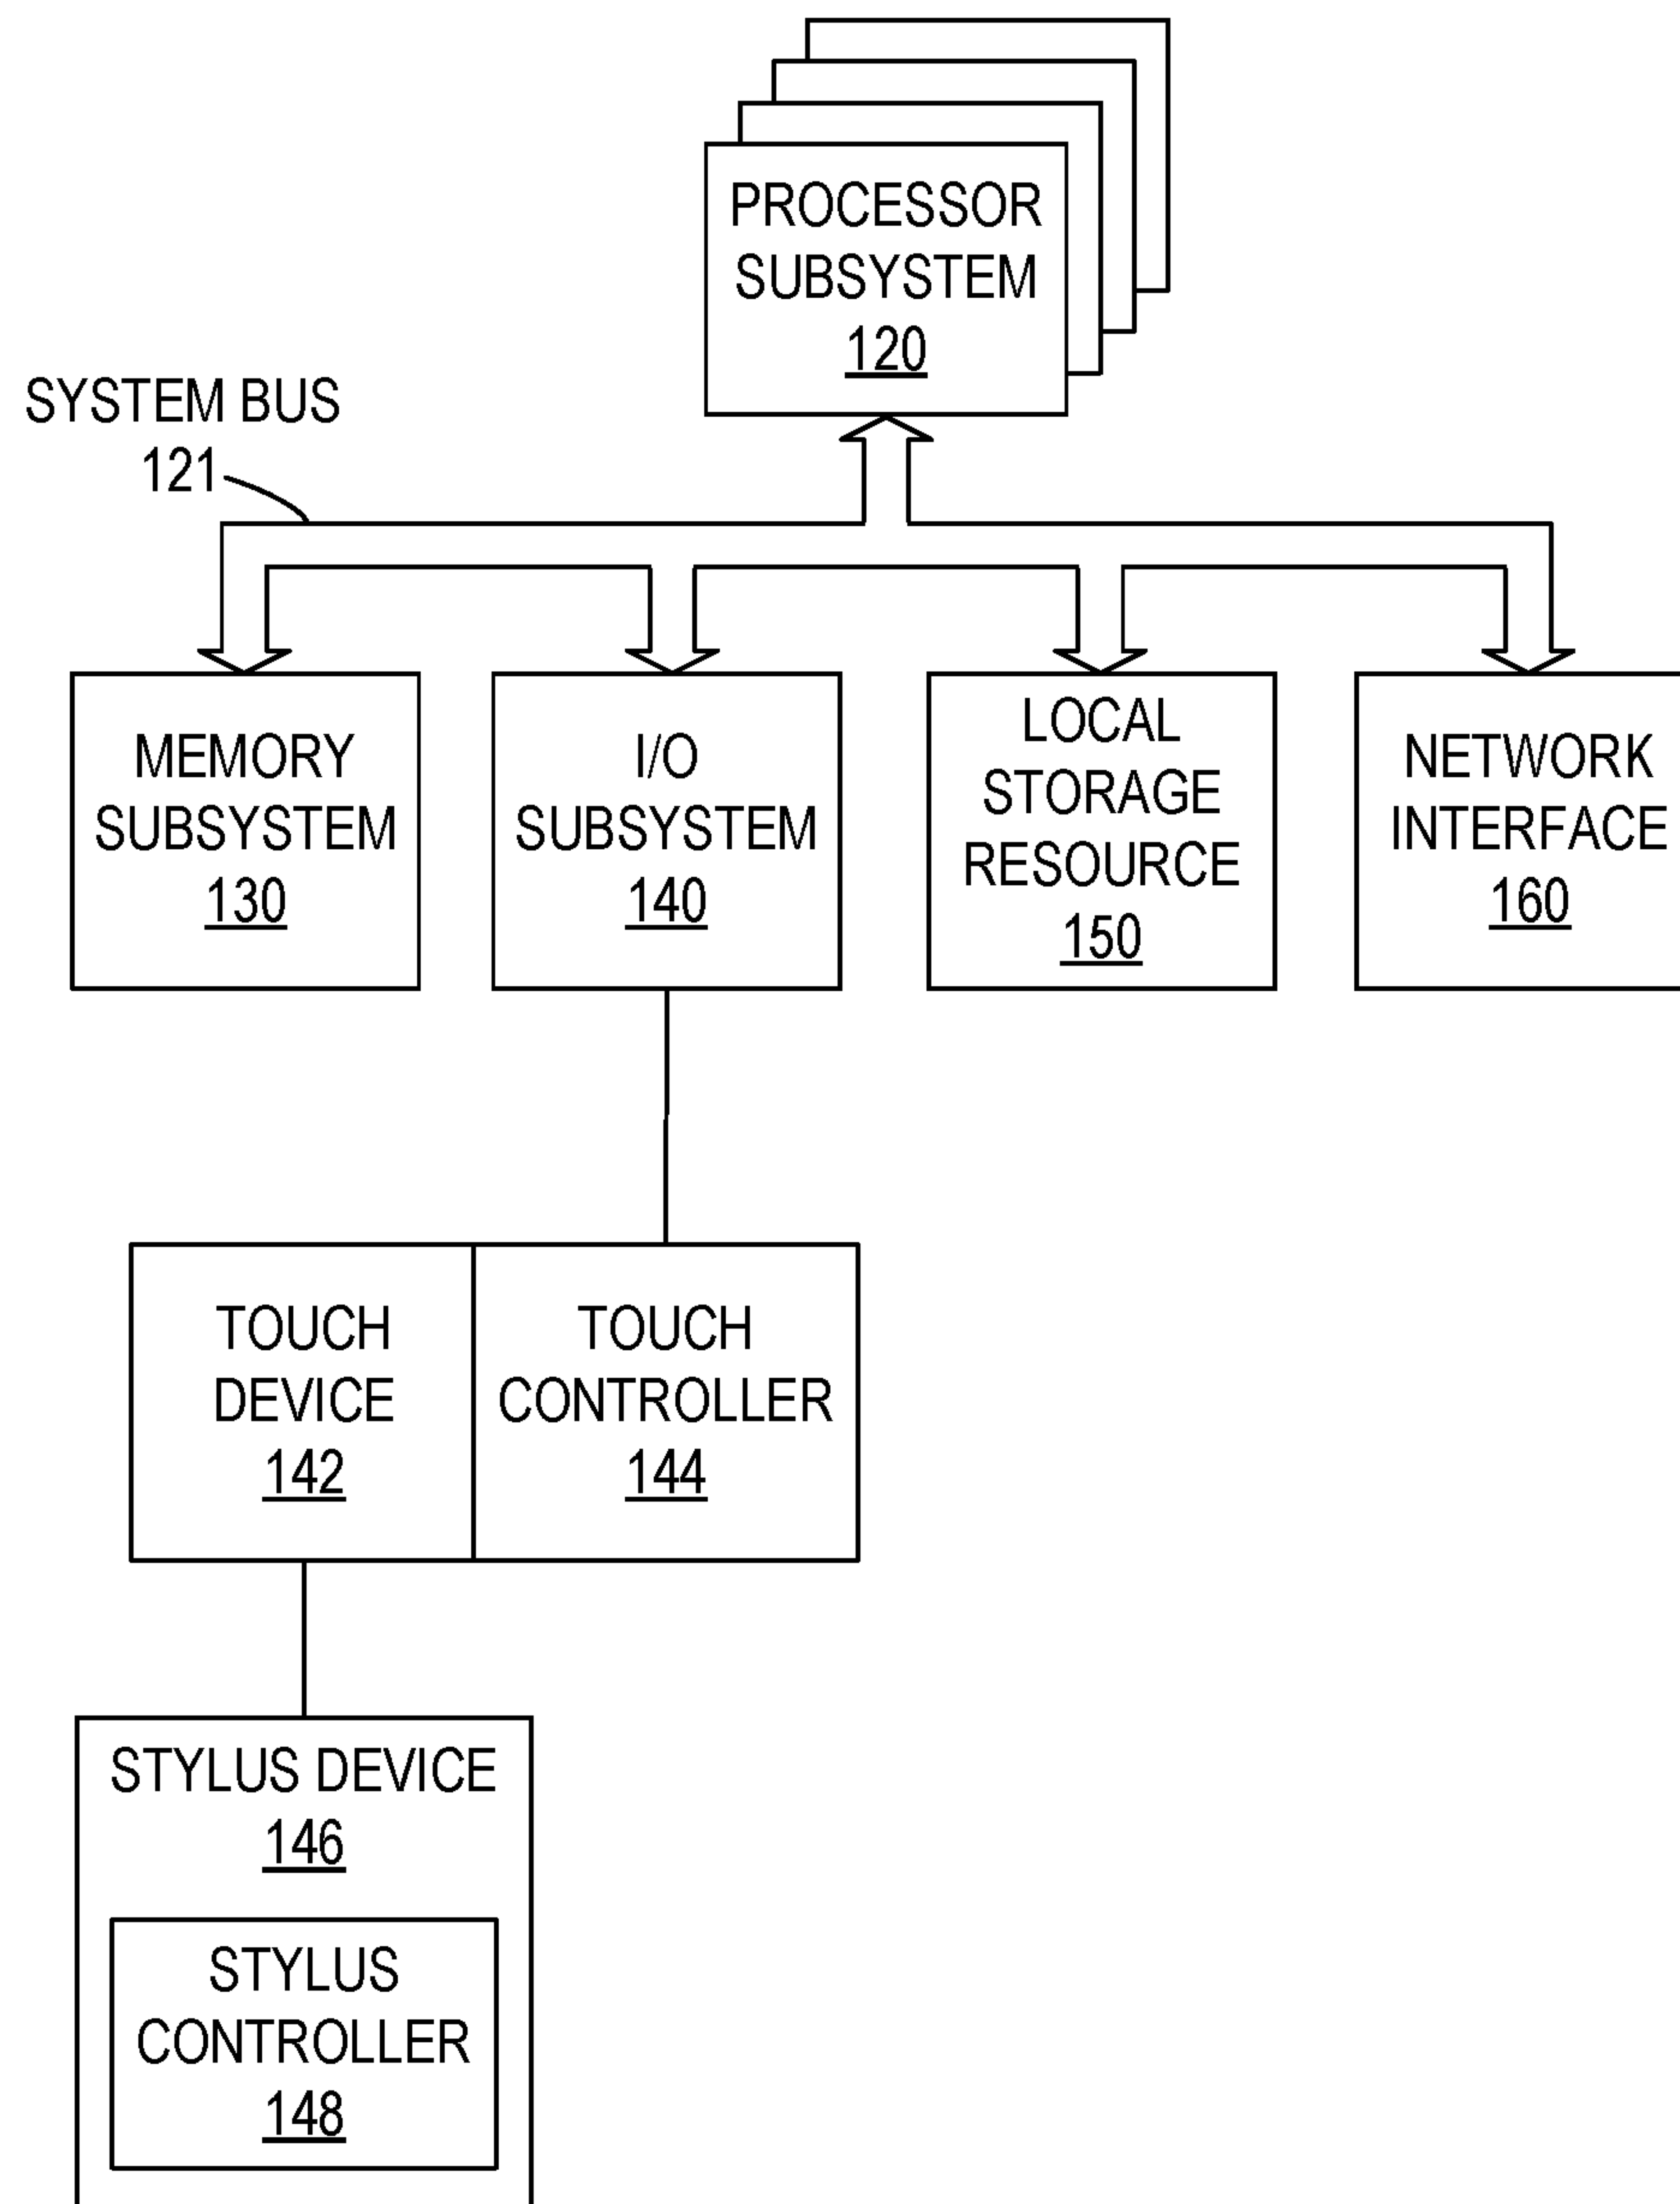 PROCESSOR
SUBSYSTEM
120
SYSTEM BUS
121
MEMORY
SUBSYSTEM
130
I/O
SUBSYSTEM
140
LOCAL
STORAGE
RESOURCE
150
NETWORK
INTERFACE
160
TOUCH
DEVICE
142
TOUCH
CONTROLLER
144
STYLUS DEVICE
146
STYLUS
CONTROLLER
148